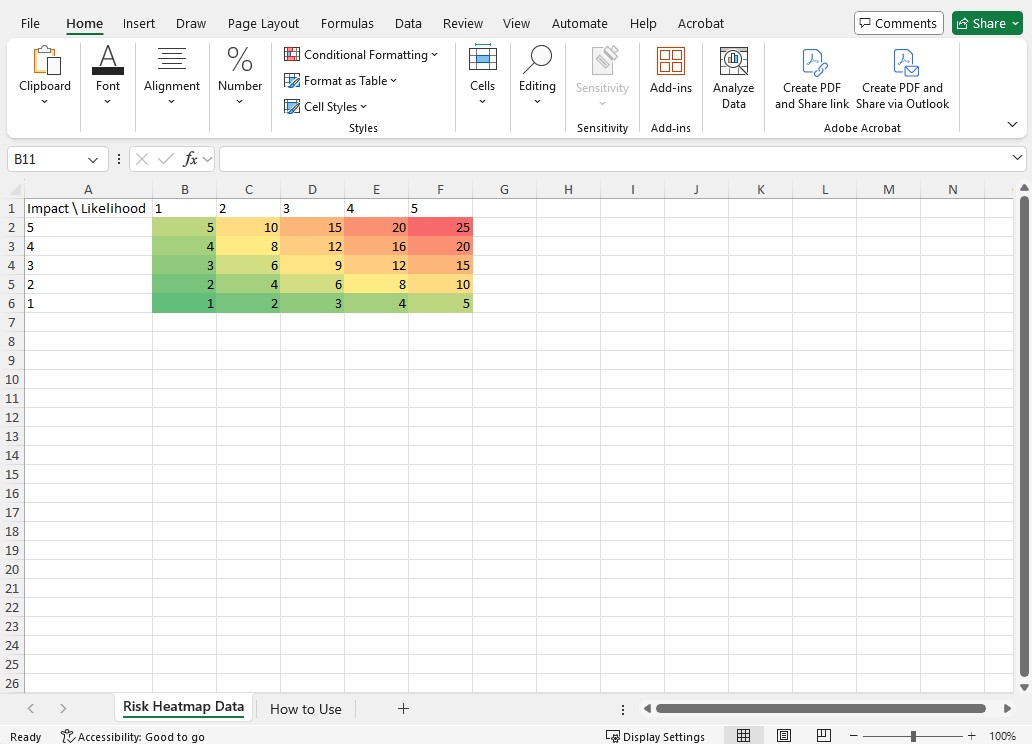 File Home Insert Draw Page Layout Formulas Data Review View Automate Help Acrobat Comments Share
Clipboard Font Alignment Number Conditional Formatting Format as Table Cell Styles Styles Cells Editing Sensitivity Sensitivity Add-ins Add-ins Analyze Data Create PDF and Share link Create PDF and Share via Outlook Adobe Acrobat
B11 fx
A B C D E F G H I J K L M N
1 Impact \ Likelihood 1 2 3 4 5
2 5 5 10 15 20 25
3 4 4 8 12 16 20
4 3 3 6 9 12 15
5 2 2 4 6 8 10
6 1 1 2 3 4 5
7
8
9
10
11
12
13
14
15
16
17
18
19
20
21
22
23
24
25
26
Risk Heatmap Data How to Use
Ready Accessibility: Good to go Display Settings 100%